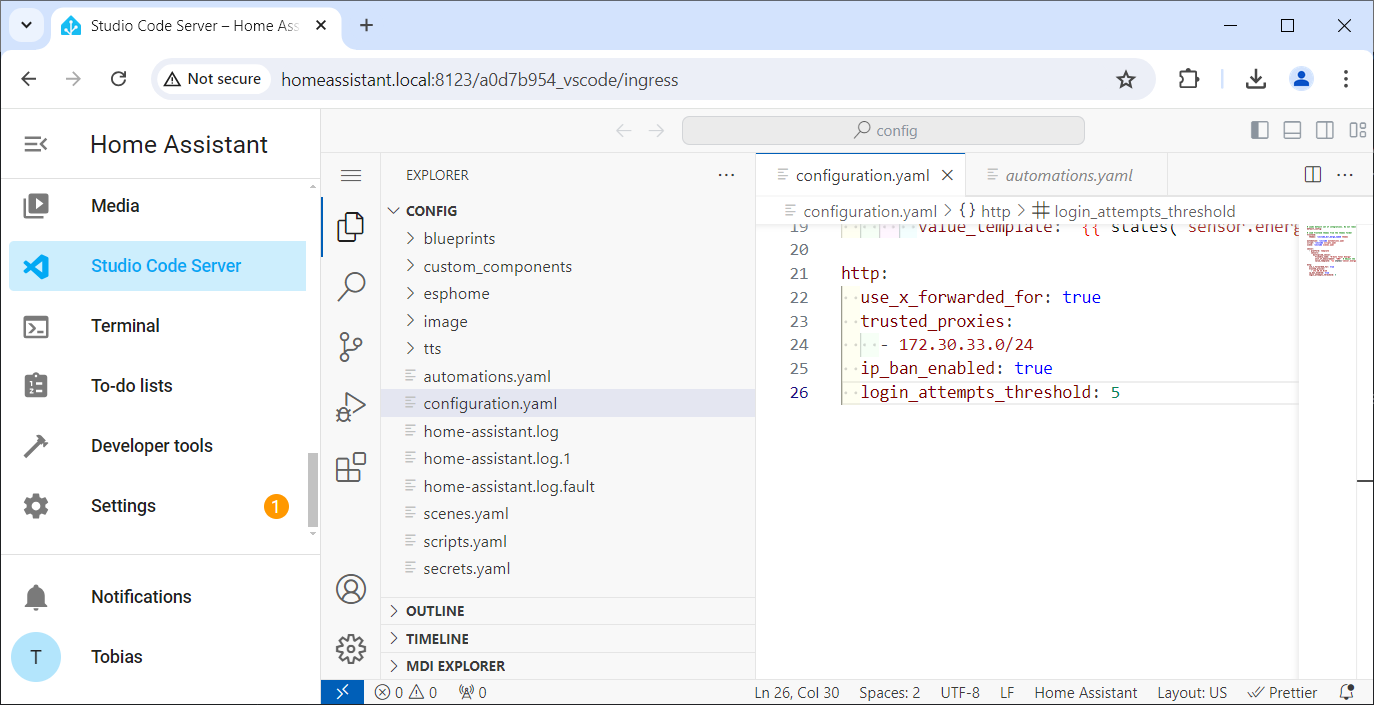 Studio Code Server – Home Ass
Not secure
homeassistant.local:8123/a0d7b954_vscode/ingress
Home Assistant
Media
Studio Code Server
Terminal
To-do lists
Developer tools
Settings
1
Notifications
T
Tobias
config
EXPLORER
CONFIG
blueprints
custom_components
esphome
image
tts
automations.yaml
configuration.yaml
home-assistant.log
home-assistant.log.1
home-assistant.log.fault
scenes.yaml
scripts.yaml
secrets.yaml
OUTLINE
TIMELINE
MDI EXPLORER
configuration.yaml
automations.yaml
configuration.yaml > {} http > # login_attempts_threshold
19 value_template: "{{ states('sensor.energ
20
21 http:
22 use_x_forwarded_for: true
23 trusted_proxies:
24 - 172.30.33.0/24
25 ip_ban_enabled: true
26 login_attempts_threshold: 5
0 0 0
Ln 26, Col 30 Spaces: 2 UTF-8 LF Home Assistant Layout: US Prettier